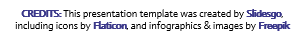 CREDITS: This presentation template was created by Slidesgo,
including icons by Flaticon, and infographics & images by Freepik